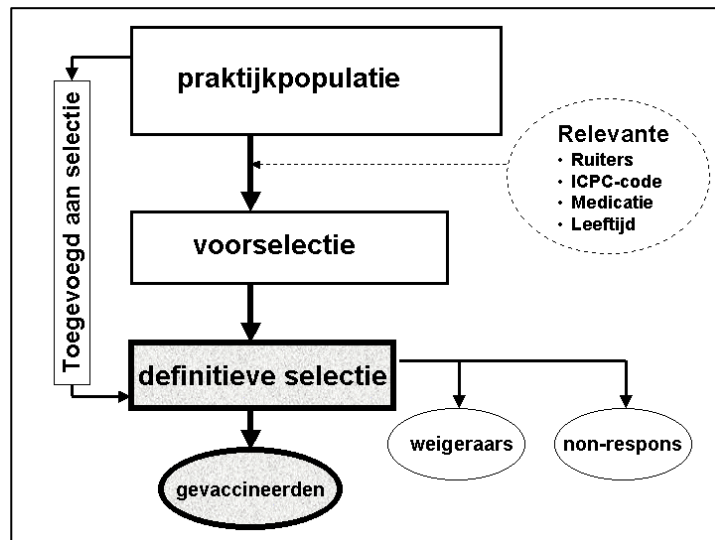 praktijkpopulatie
Relevante
• Ruiters
• ICPC-code
• Medicatie
• Leeftijd
Toegevoegd aan selectie
voorselectie
definitieve selectie
weigeraars
non-respons
gevaccineerden